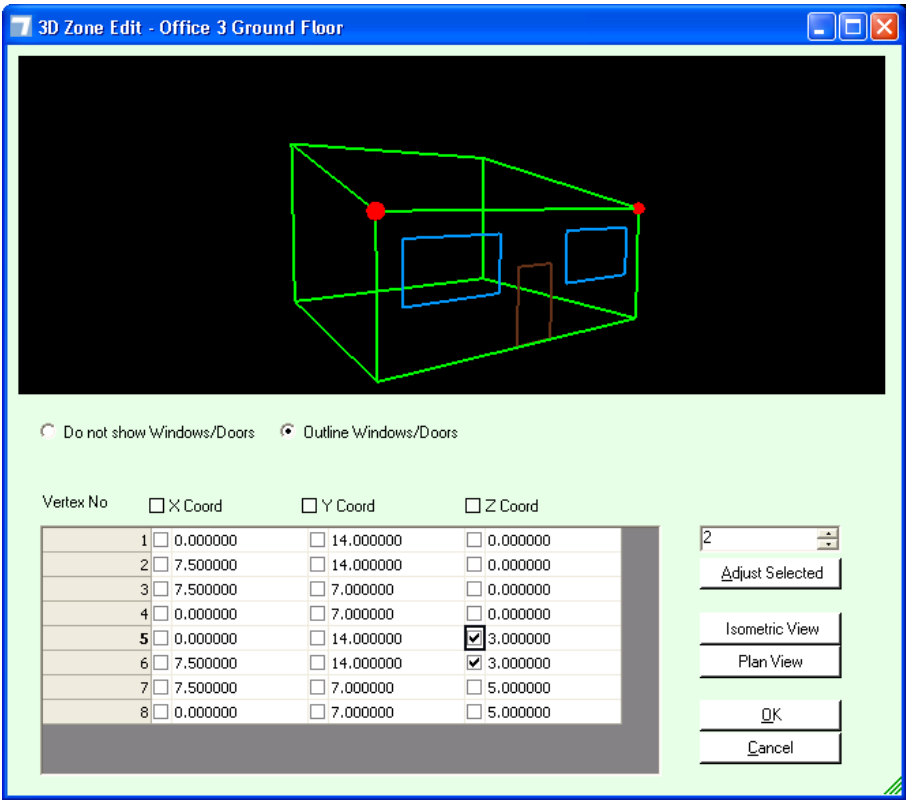 3D Zone Edit - Office 3 Ground Floor
Do not show Windows/Doors Outline Windows/Doors
Vertex No X Coord Y Coord Z Coord
1 0.000000 14.000000 0.000000
2 7.500000 14.000000 0.000000
3 7.500000 7.000000 0.000000
4 0.000000 7.000000 0.000000
5 0.000000 14.000000 3.000000
6 7.500000 14.000000 3.000000
7 7.500000 7.000000 5.000000
8 0.000000 7.000000 5.000000
2
Adjust Selected
Isometric View
Plan View
OK
Cancel